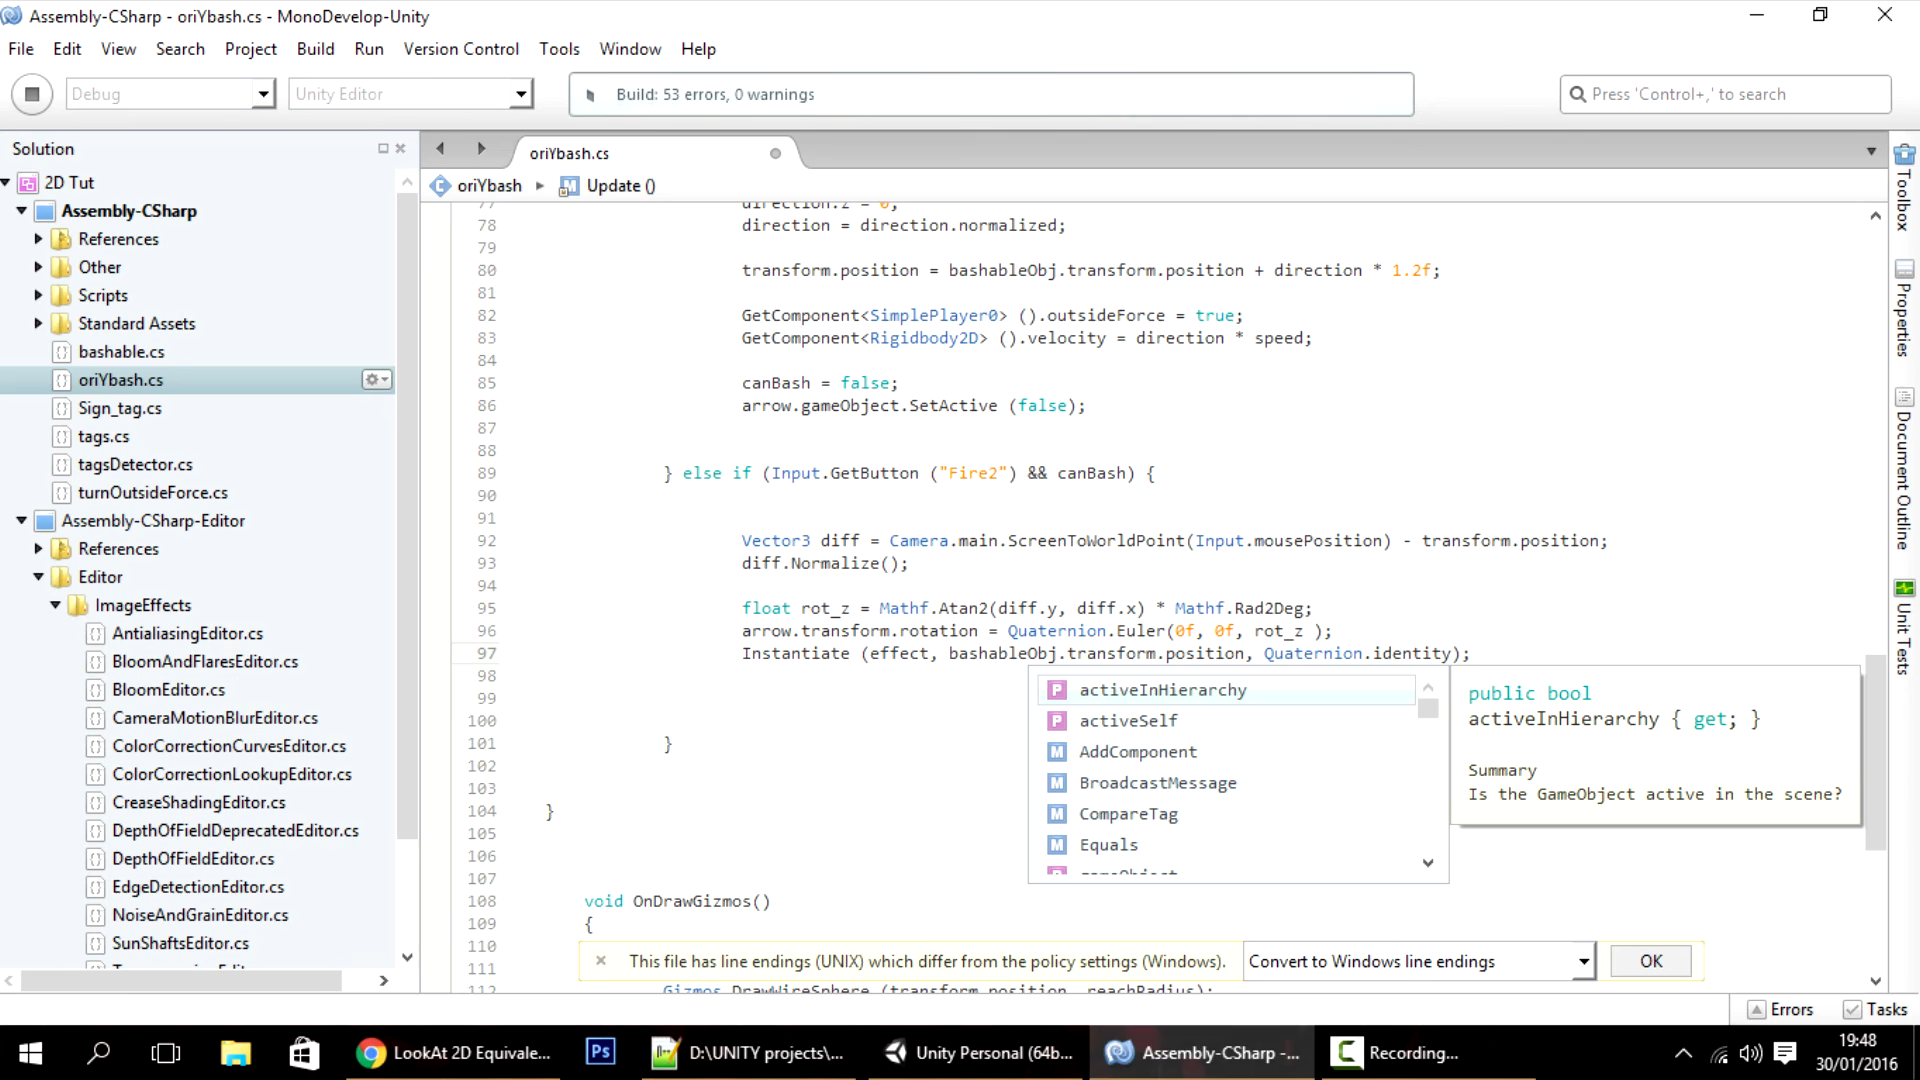 Assembly-CSharp - oriYbash.cs - MonoDevelop-Unity
File Edit View Search Project Build Run Version Control Tools Window Help
Debug
Unity Editor
Build: 53 errors, 0 warnings
Press 'Control+,' to search
Solution
2D Tut
Assembly-CSharp
References
Other
Scripts
Standard Assets
bashable.cs
oriYbash.cs
Sign_tag.cs
tags.cs
tagsDetector.cs
turnOutsideForce.cs
Assembly-CSharp-Editor
References
Editor
ImageEffects
AntialiasingEditor.cs
BloomAndFlaresEditor.cs
BloomEditor.cs
CameraMotionBlurEditor.cs
ColorCorrectionCurvesEditor.cs
ColorCorrectionLookupEditor.cs
CreaseShadingEditor.cs
DepthOfFieldDeprecatedEditor.cs
DepthOfFieldEditor.cs
EdgeDetectionEditor.cs
NoiseAndGrainEditor.cs
SunShaftsEditor.cs
oriYbash.cs
oriYbash Update ()
77 direction.z = 0;
78 direction = direction.normalized;
79
80 transform.position = bashableObj.transform.position + direction * 1.2f;
81
82 GetComponent<SimplePlayer0> ().outsideForce = true;
83 GetComponent<Rigidbody2D> ().velocity = direction * speed;
84
85 canBash = false;
86 arrow.gameObject.SetActive (false);
87
88
89 } else if (Input.GetButton ("Fire2") && canBash) {
90
91
92 Vector3 diff = Camera.main.ScreenToWorldPoint(Input.mousePosition) - transform.position;
93 diff.Normalize();
94
95 float rot_z = Mathf.Atan2(diff.y, diff.x) * Mathf.Rad2Deg;
96 arrow.transform.rotation = Quaternion.Euler(0f, 0f, rot_z );
97 Instantiate (effect, bashableObj.transform.position, Quaternion.identity);
98
99
100
101 }
102
103
104 }
105
106
107
108 void OnDrawGizmos()
109 {
110
111
112 Gizmos.DrawWireSphere (transform.position, reachRadius);
activeInHierarchy
activeSelf
AddComponent
BroadcastMessage
CompareTag
Equals
gameObject
public bool
activeInHierarchy { get; }
Summary
Is the GameObject active in the scene?
This file has line endings (UNIX) which differ from the policy settings (Windows).
Convert to Windows line endings
OK
Toolbox
Properties
Document Outline
Unit Tests
Errors
Tasks
LookAt 2D Equivale...
Ps
D:\UNITY projects\...
Unity Personal (64b...
Assembly-CSharp -...
Recording...
19:48
30/01/2016